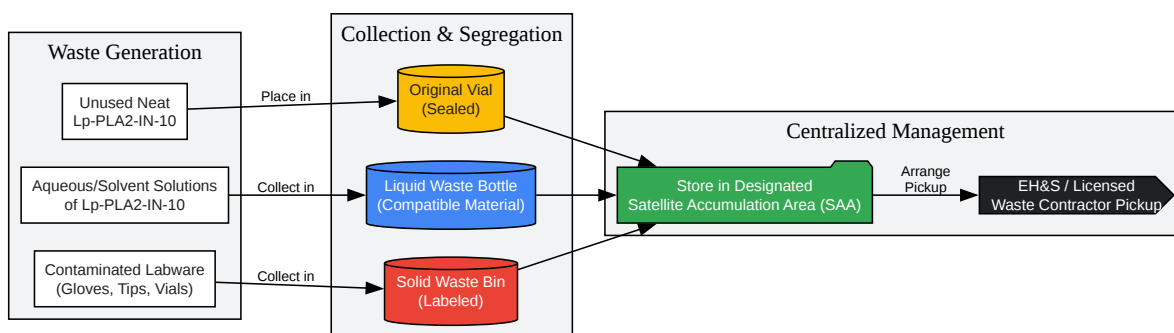 Waste Generation
Unused Neat
Lp-PLA2-IN-10
Aqueous/Solvent Solutions
of Lp-PLA2-IN-10
Contaminated Labware
(Gloves, Tips, Vials)
Place in
Collect in
Collect in
Collection & Segregation
Original Vial
(Sealed)
Liquid Waste Bottle
(Compatible Material)
Solid Waste Bin
(Labeled)
Centralized Management
Store in Designated
Satellite Accumulation Area (SAA)
Arrange
Pickup
EH&S / Licensed
Waste Contractor Pickup